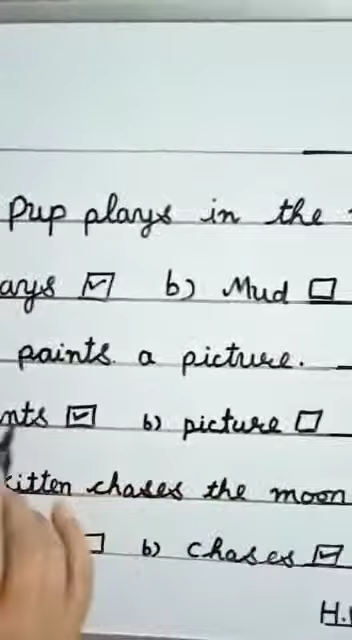 Pup plays in the
ays ☑ b) Mud ☐
paints a picture.
nts ☑ b) picture ☐
kitten chases the moon
☐ b) chases ☑
H.